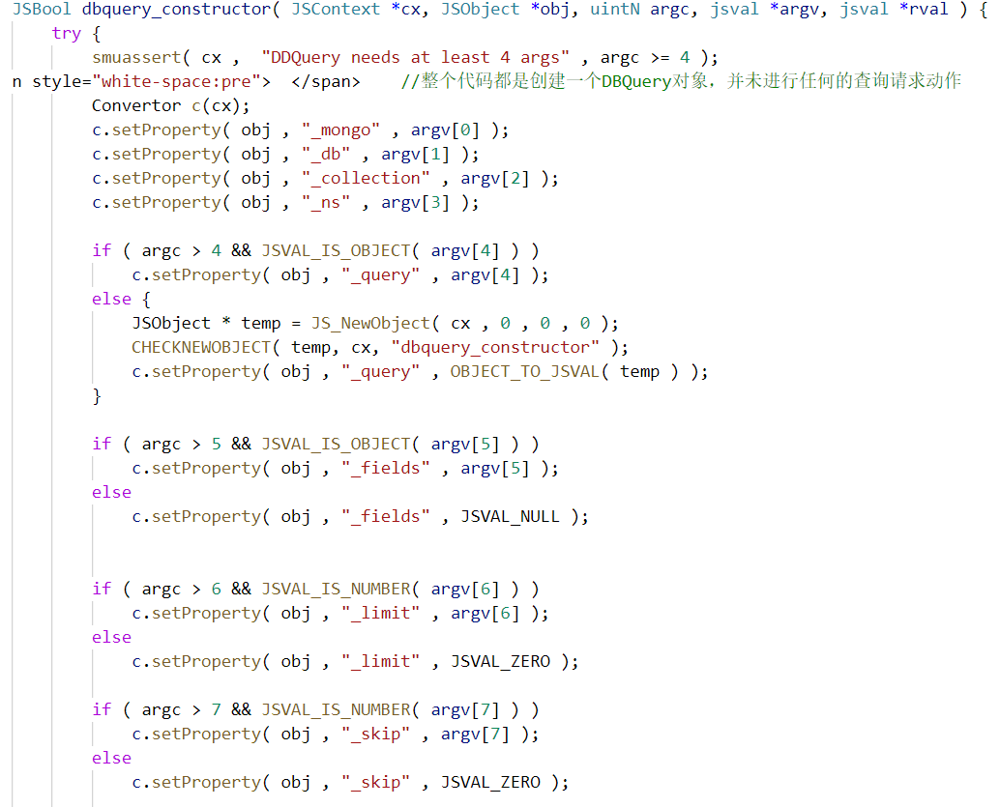 JSBool dbquery_constructor( JSContext *cx, JSObject *obj, uintN argc, jsval *argv, jsval *rval ) {
try {
smuassert( cx ,  "DDQuery needs at least 4 args" , argc >= 4 );
n style="white-space:pre">  </span>    //整个代码都是创建一个DBQuery对象，并未进行任何的查询请求动作
Convertor c(cx);
c.setProperty( obj , "_mongo" , argv[0] );
c.setProperty( obj , "_db" , argv[1] );
c.setProperty( obj , "_collection" , argv[2] );
c.setProperty( obj , "_ns" , argv[3] );
if ( argc > 4 && JSVAL_IS_OBJECT( argv[4] ) )
c.setProperty( obj , "_query" , argv[4] );
else {
JSObject * temp = JS_NewObject( cx , 0 , 0 , 0 );
CHECKNEWOBJECT( temp, cx, "dbquery_constructor" );
c.setProperty( obj , "_query" , OBJECT_TO_JSVAL( temp ) );
}
if ( argc > 5 && JSVAL_IS_OBJECT( argv[5] ) )
c.setProperty( obj , "_fields" , argv[5] );
else
c.setProperty( obj , "_fields" , JSVAL_NULL );
if ( argc > 6 && JSVAL_IS_NUMBER( argv[6] ) )
c.setProperty( obj , "_limit" , argv[6] );
else
c.setProperty( obj , "_limit" , JSVAL_ZERO );
if ( argc > 7 && JSVAL_IS_NUMBER( argv[7] ) )
c.setProperty( obj , "_skip" , argv[7] );
else
c.setProperty( obj , "_skip" , JSVAL_ZERO );